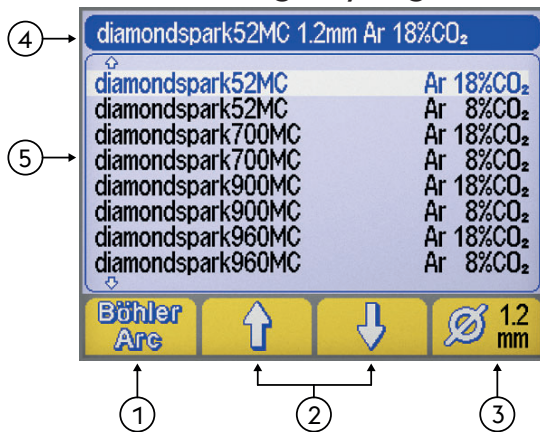 ④
diamondspark52MC 1.2mm Ar 18%CO₂
⑤
diamondspark52MC Ar 18%CO₂
diamondspark52MC Ar 8%CO₂
diamondspark700MC Ar 18%CO₂
diamondspark700MC Ar 8%CO₂
diamondspark900MC Ar 18%CO₂
diamondspark900MC Ar 8%CO₂
diamondspark960MC Ar 18%CO₂
diamondspark960MC Ar 8%CO₂
Böhler
Arc
Ø 1.2
mm
① ② ③